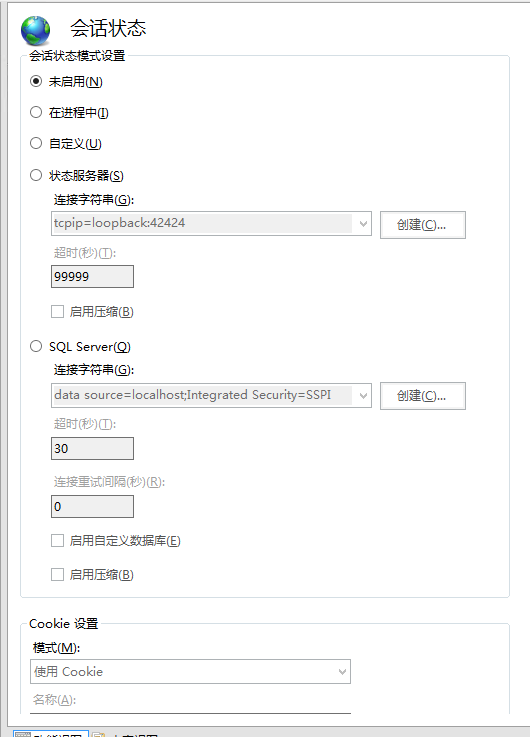 会话状态
会话状态模式设置
未启用(N)
在进程中(I)
自定义(U)
状态服务器(S)
连接字符串(G):
tcpip=loopback:42424
创建(C)...
超时(秒)(T):
99999
启用压缩(B)
SQL Server(Q)
连接字符串(G):
data source=localhost;Integrated Security=SSPI
创建(C)...
超时(秒)(T):
30
连接重试间隔(秒)(R):
0
启用自定义数据库(E)
启用压缩(B)
Cookie 设置
模式(M):
使用 Cookie
名称(A):